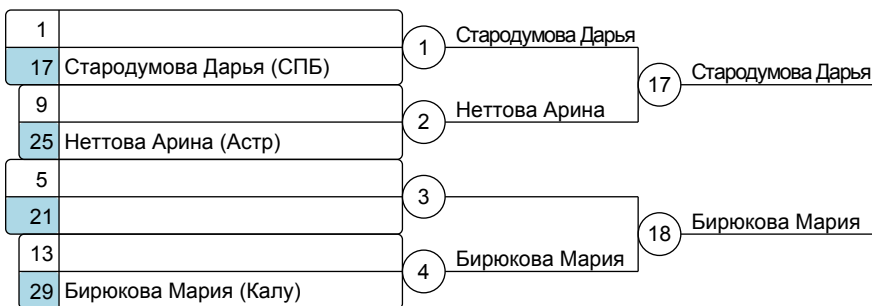 1
17 Стародумова Дарья (СПБ)
1
Стародумова Дарья
17
Стародумова Дарья
9
25 Неттова Арина (Астр)
2
Неттова Арина
5
21
3
18
Бирюкова Мария
13
29 Бирюкова Мария (Калу)
4
Бирюкова Мария